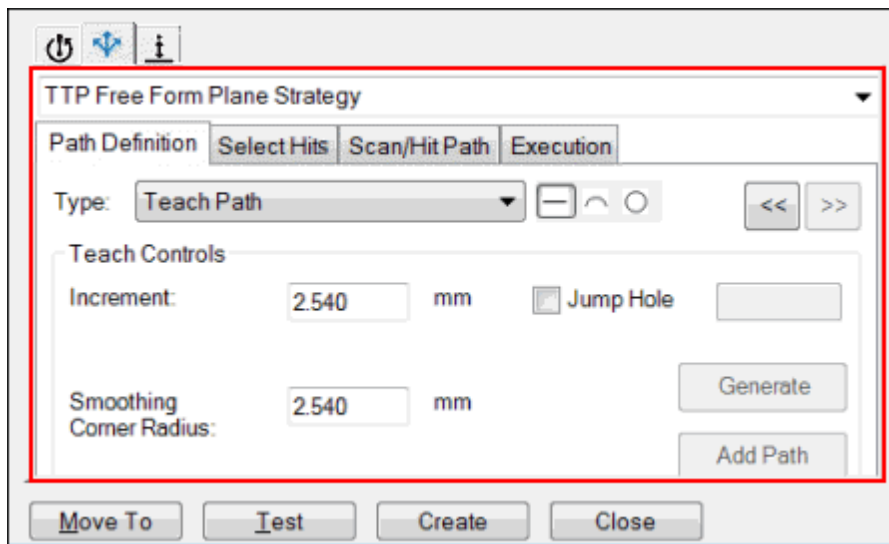 TTP Free Form Plane Strategy
Path Definition Select Hits Scan/Hit Path Execution
Type: Teach Path << >>
Teach Controls
Increment: 2.540 mm Jump Hole
Generate
Smoothing 2.540 mm
Corner Radius:
Add Path
Move To Test Create Close